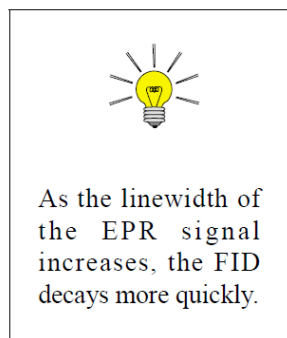 As the linewidth of
the EPR signal
increases, the FID
decays more quickly.